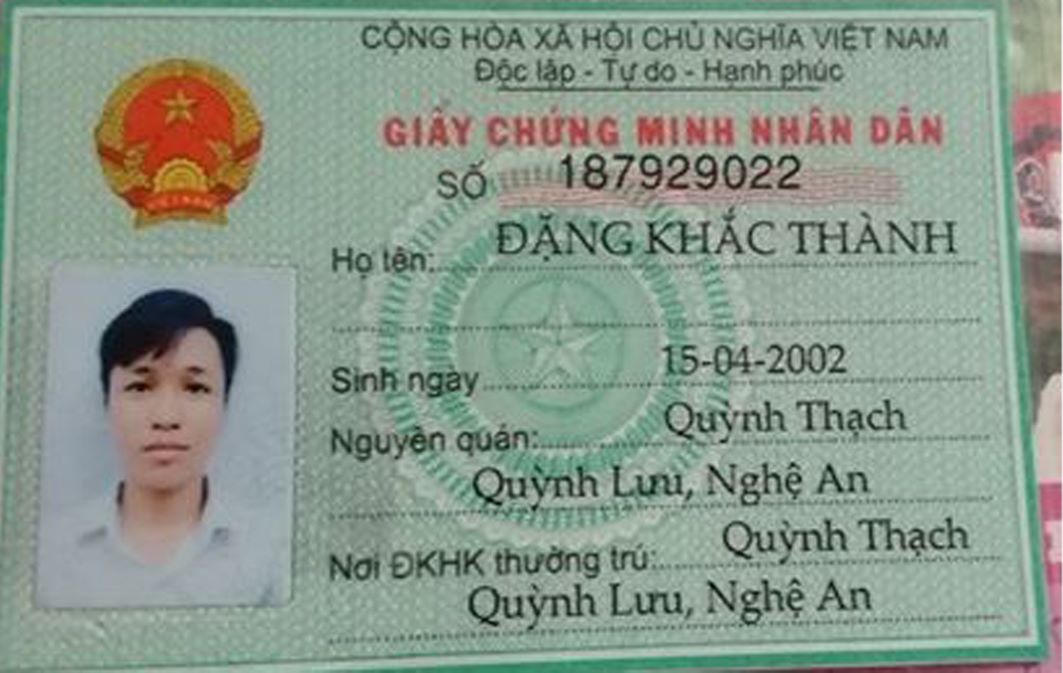 CỘNG HÒA XÃ HỘI CHỦ NGHĨA VIỆT NAM
Độc lập - Tự do - Hạnh phúc
GIẤY CHỨNG MINH NHÂN DÂN
SỐ 187929022
Họ tên: ĐẶNG KHẮC THÀNH
Sinh ngày 15-04-2002
Nguyên quán: Quỳnh Thạch
Quỳnh Lưu, Nghệ An
Nơi ĐKHK thường trú: Quỳnh Thạch
Quỳnh Lưu, Nghệ An
VIỆT NAM